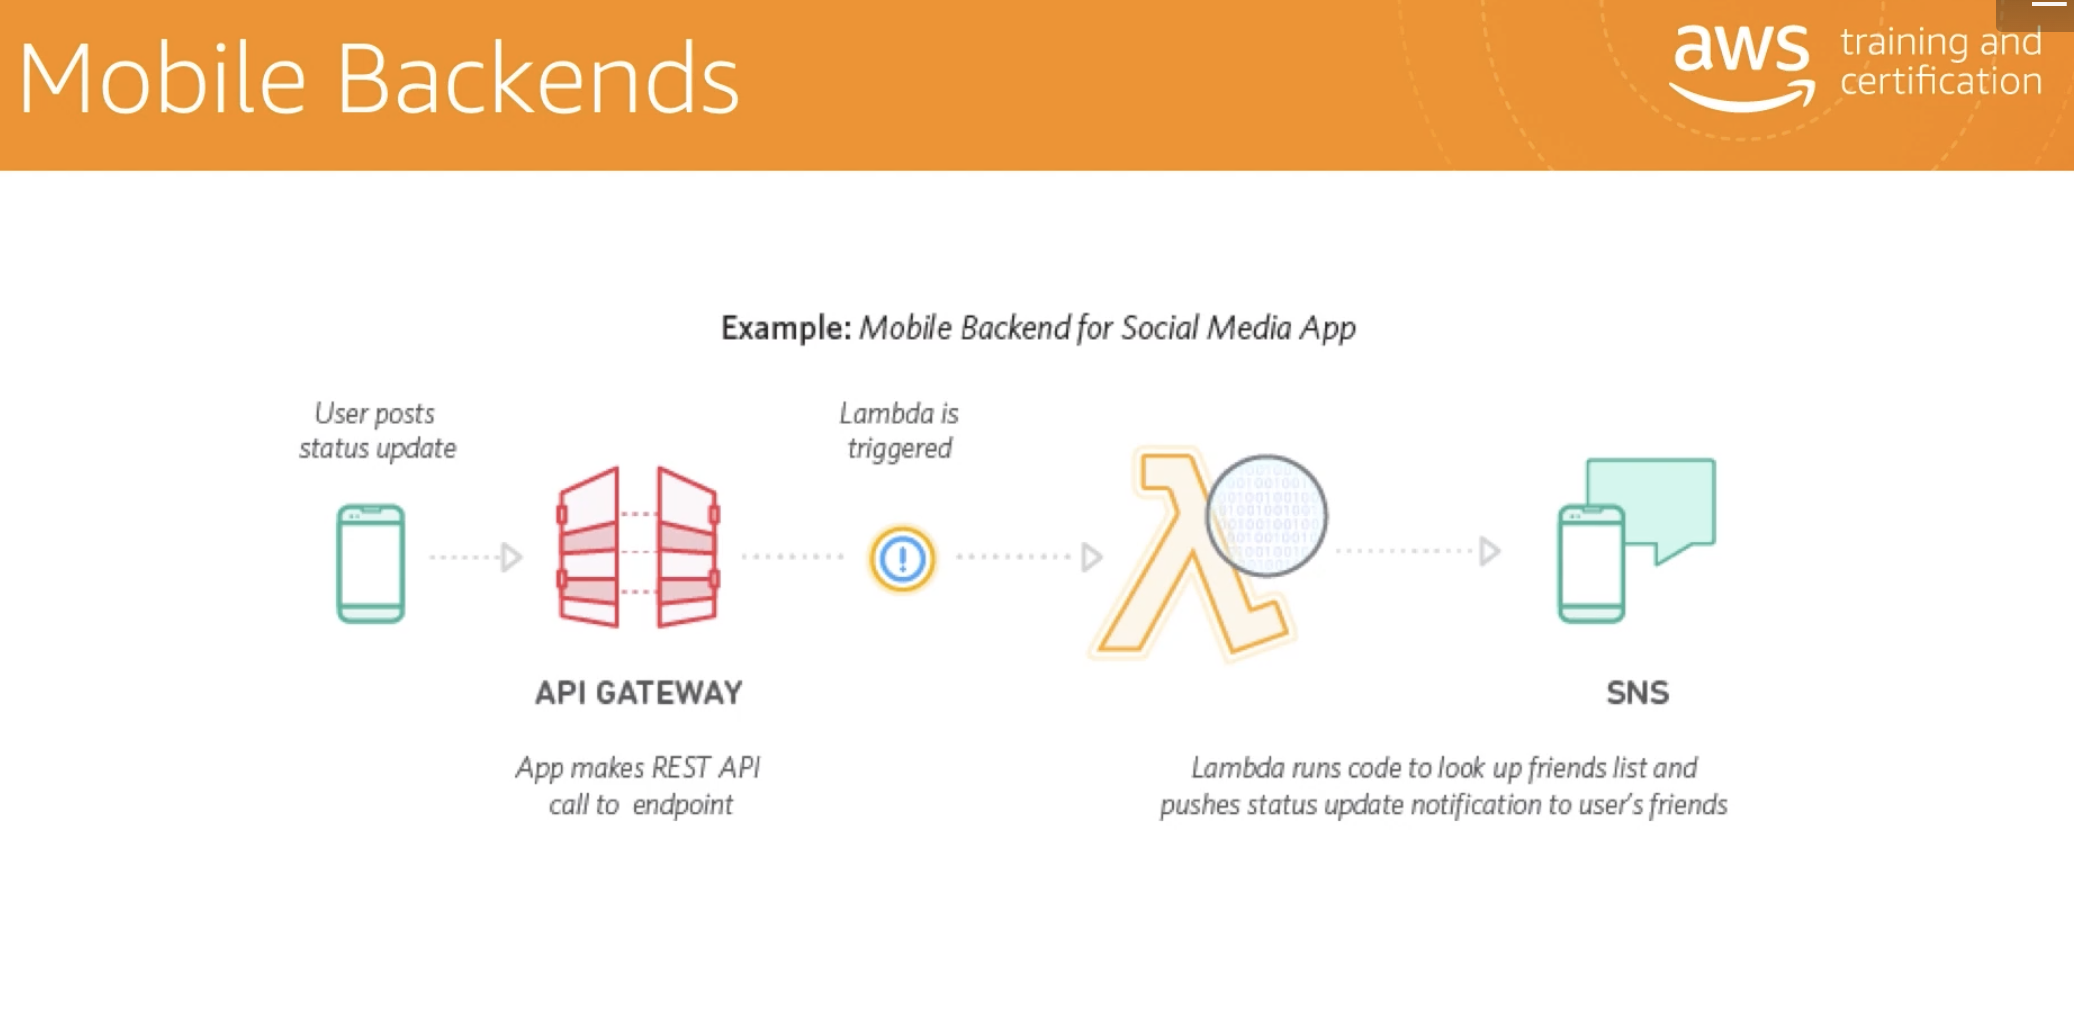 Mobile Backends
aws
training and
certification
Example: Mobile Backend for Social Media App
User posts
status update
Lambda is
triggered
API GATEWAY
SNS
App makes REST API
call to endpoint
Lambda runs code to look up friends list and
pushes status update notification to user's friends